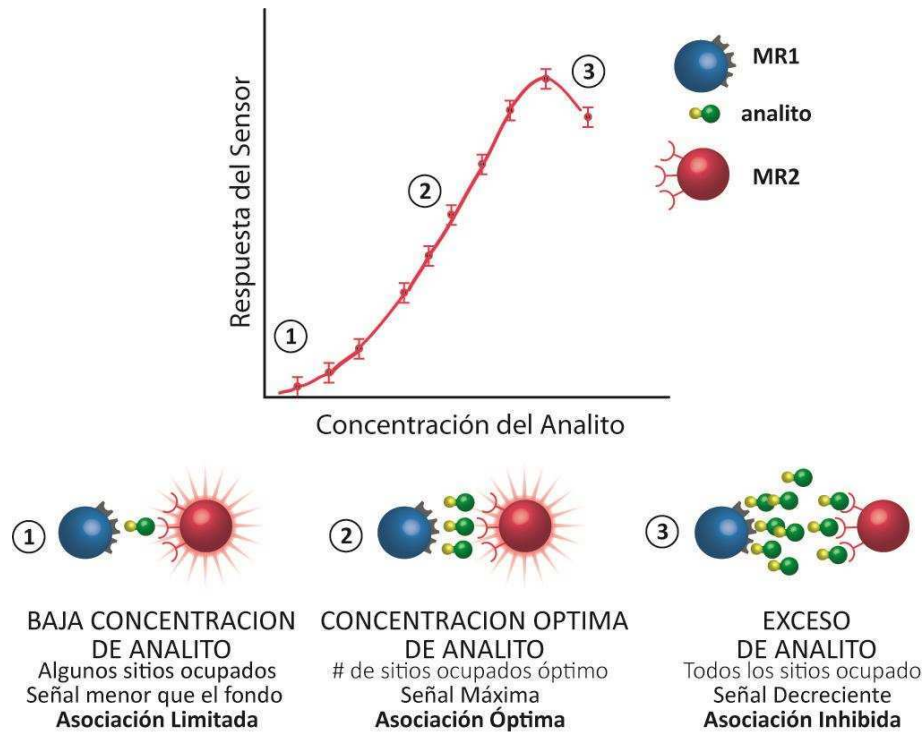 Respuesta del Sensor
3
2
1
Concentración del Analito
MR1
analito
MR2
1
BAJA CONCENTRACION
DE ANALITO
Algunos sitios ocupados
Señal menor que el fondo
Asociación Limitada
2
CONCENTRACION OPTIMA
DE ANALITO
# de sitios ocupados óptimo
Señal Máxima
Asociación Óptima
3
EXCESO
DE ANALITO
Todos los sitios ocupado
Señal Decreciente
Asociación Inhibida